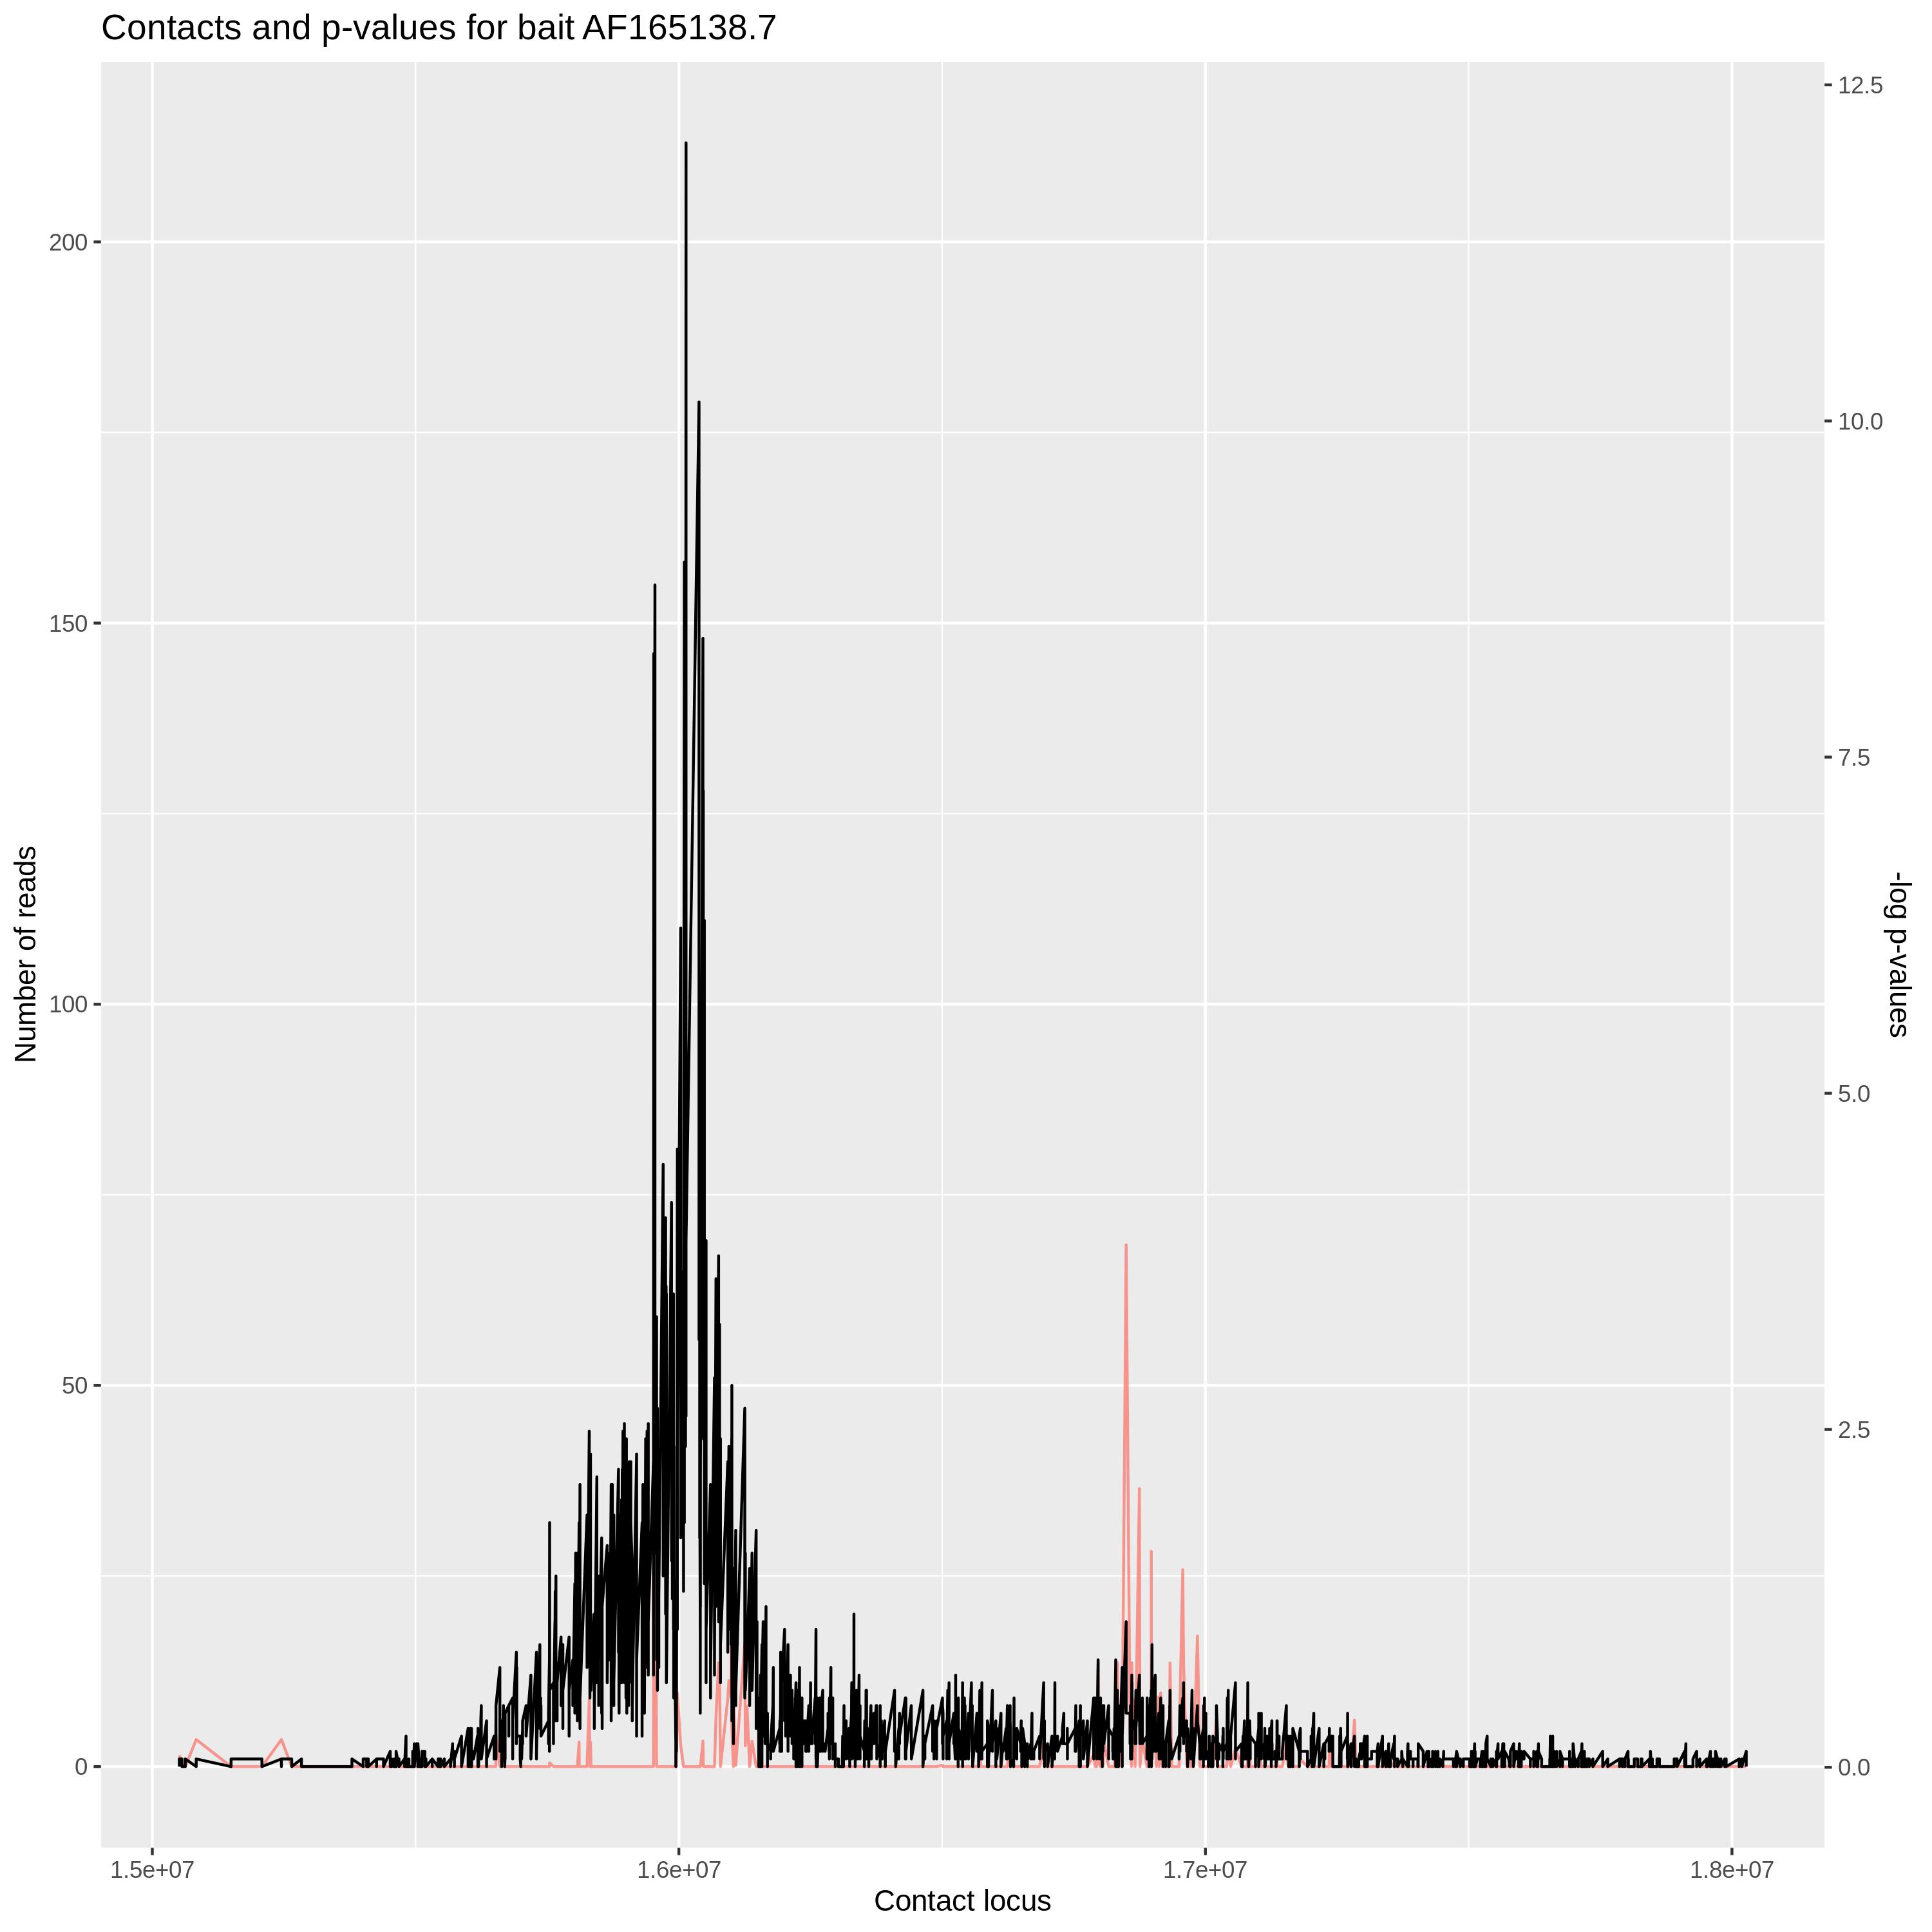 Contacts and p-values for bait AF165138.7
200
150
100
50
0
Number of reads
12.5
10.0
7.5
5.0
2.5
0.0
-log p-values
1.5e+07
1.6e+07
1.7e+07
1.8e+07
Contact locus